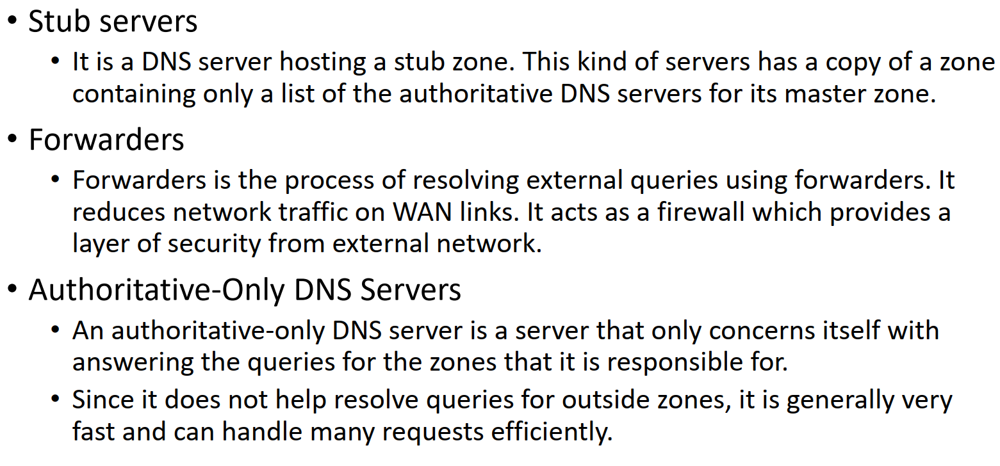 • Stub servers
• It is a DNS server hosting a stub zone. This kind of servers has a copy of a zone
containing only a list of the authoritative DNS servers for its master zone.
• Forwarders
• Forwarders is the process of resolving external queries using forwarders. It
reduces network traffic on WAN links. It acts as a firewall which provides a
layer of security from external network.
• Authoritative-Only DNS Servers
• An authoritative-only DNS server is a server that only concerns itself with
answering the queries for the zones that it is responsible for.
• Since it does not help resolve queries for outside zones, it is generally very
fast and can handle many requests efficiently.